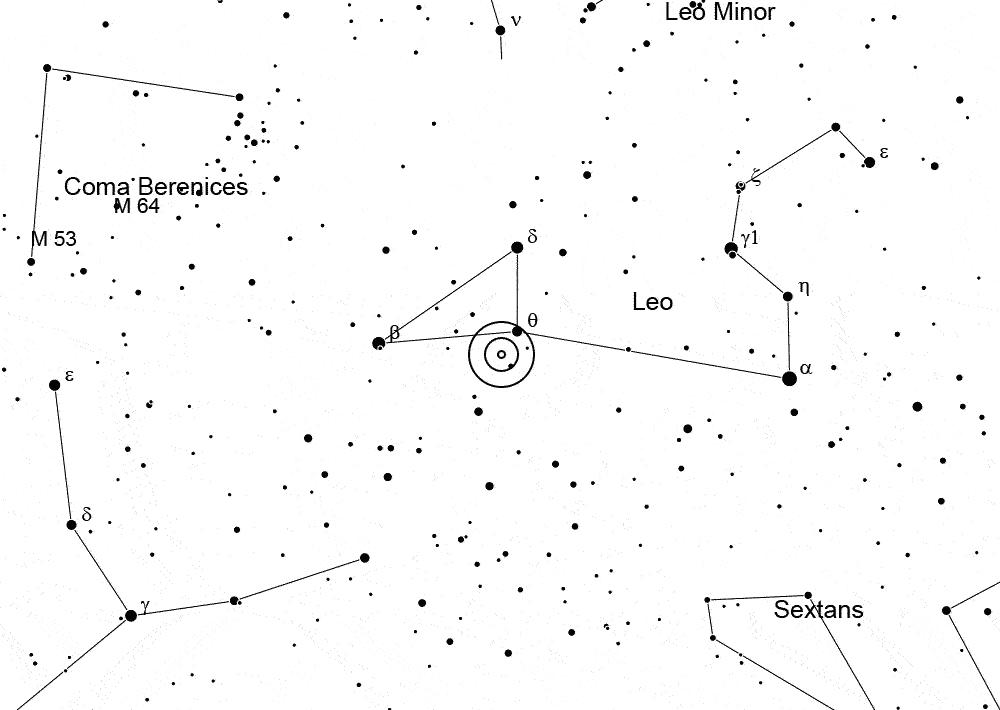 Leo Minor
ν
ε
ζ
Coma Berenices
M 64
M 53
γ1
δ
η
Leo
θ
β
α
ε
δ
γ
Sextans